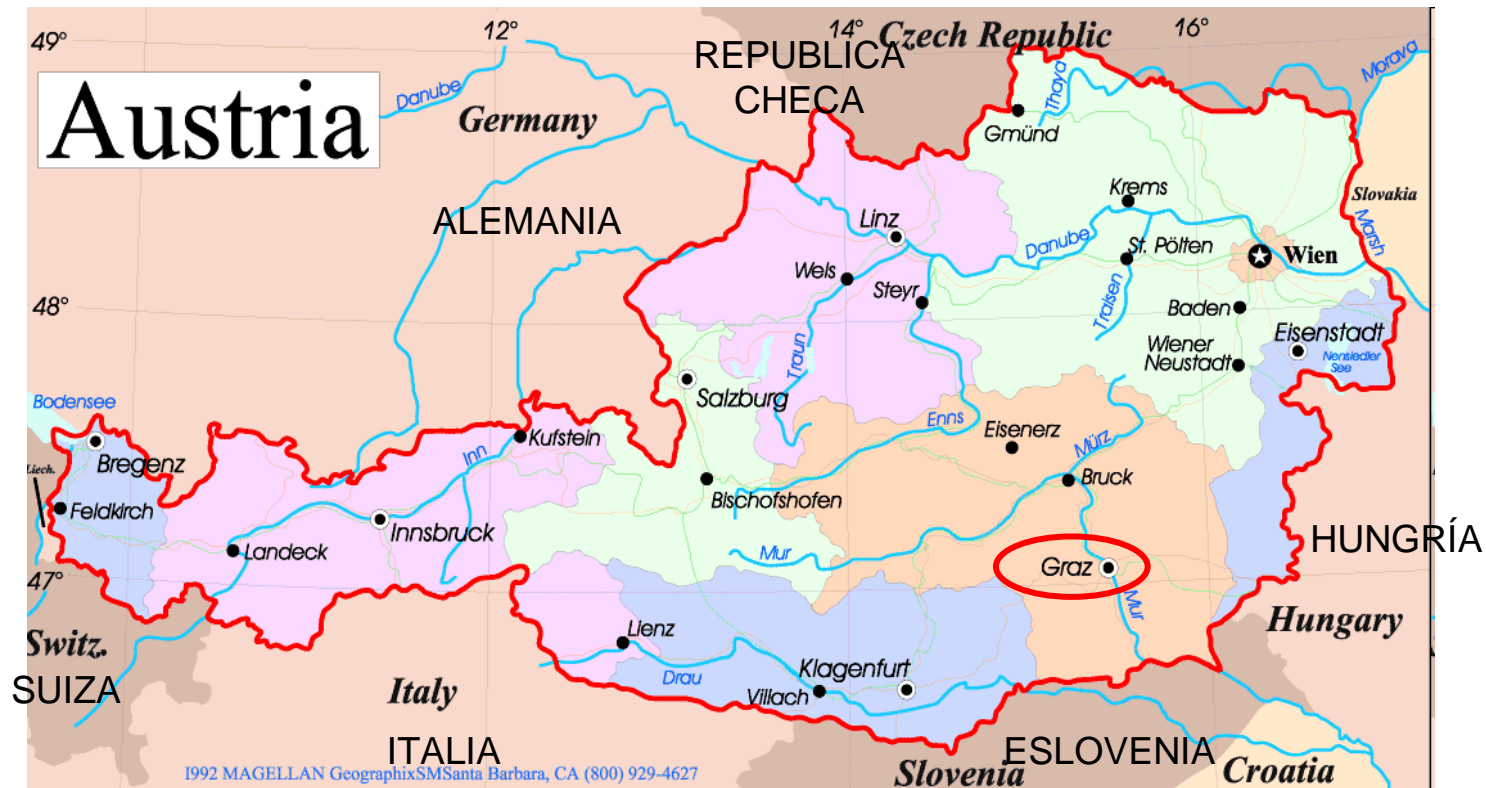 49°
12°
14°
16°
Czech Republic
REPUBLICA
CHECA
Morava
Austria
Danube
Germany
Thaya
Gmünd
ALEMANIA
Krems
Slovakia
Linz
Danube
St. Pölten
Wien
Marsh
Wels
Steyr
Traisen
48°
Baden
Eisenstadt
Wiener
Neustadt
Nensiedler
See
Traun
Salzburg
Bodensee
Enns
Eisenerz
Mürz
Kufstein
Inn
Bregenz
Liech.
Bischofshofen
Bruck
Feldkirch
Innsbruck
Landeck
Mur
HUNGRÍA
Graz
47°
Mur
Hungary
Switz.
Lienz
Klagenfurt
Drau
Villach
SUIZA
Italy
ITALIA
ESLOVENIA
Slovenia
Croatia
1992 MAGELLAN GeographixSMSanta Barbara, CA (800) 929-4627